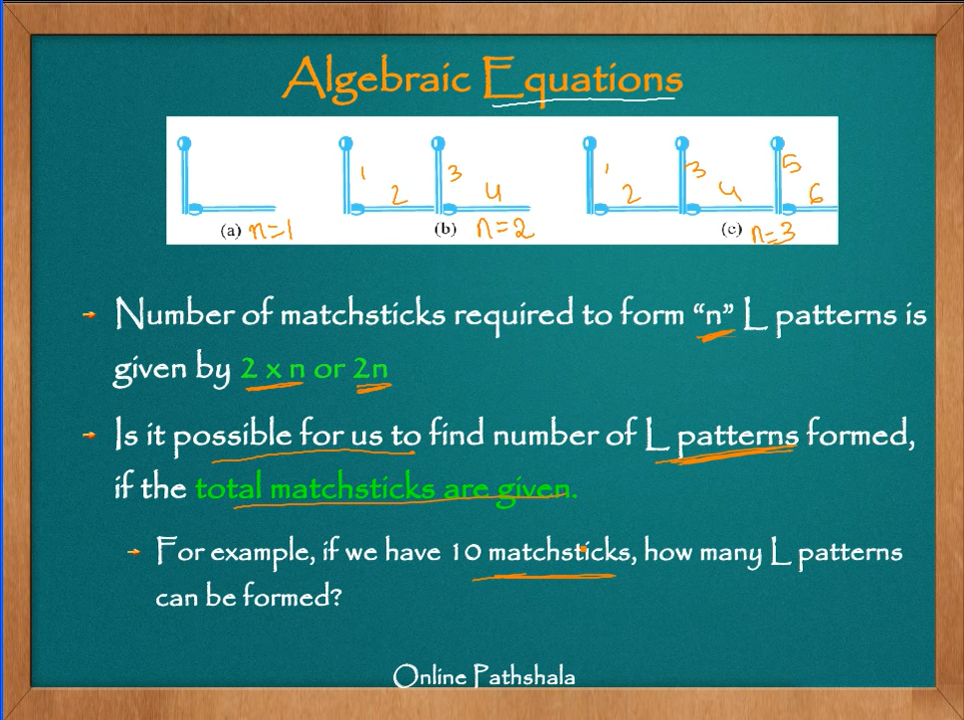 Algebraic Equations
1 2 3 4 1 2 3 4 5 6
(a) n=1 (b) n=2 (c) n=3
Number of matchsticks required to form “n” L patterns is
given by 2 x n or 2n
Is it possible for us to find number of L patterns formed,
if the total matchsticks are given.
For example, if we have 10 matchsticks, how many L patterns
can be formed?
Online Pathshala